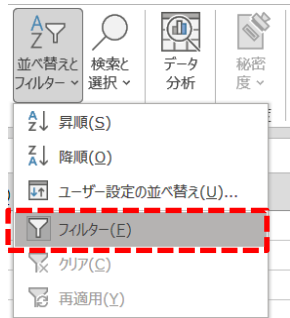 並べ替えと 検索と データ 秘密
フィルター 選択 分析 度
昇順(S)
降順(O)
ユーザー設定の並べ替え(U)...
フィルター(F)
クリア(C)
再適用(Y)